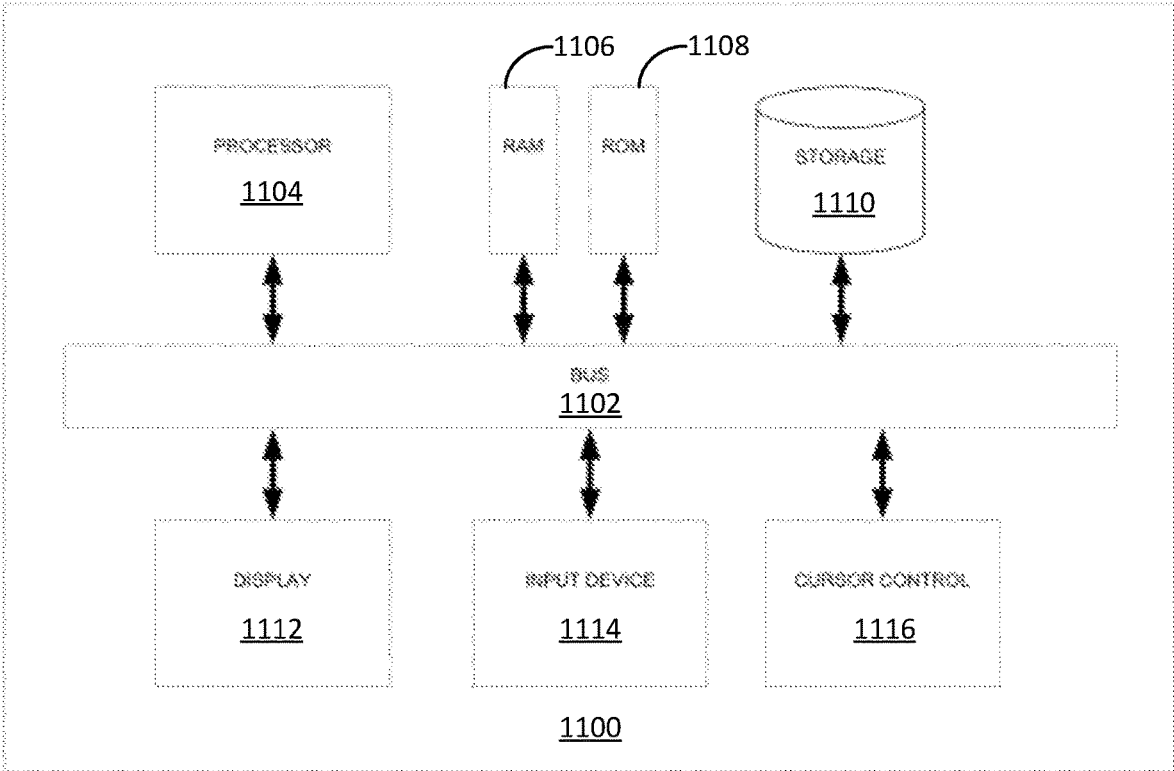 1106
1108
PROCESSOR
1104
RAM
ROM
STORAGE
1110
BUS
1102
DISPLAY
1112
INPUT DEVICE
1114
CURSOR CONTROL
1116
1100